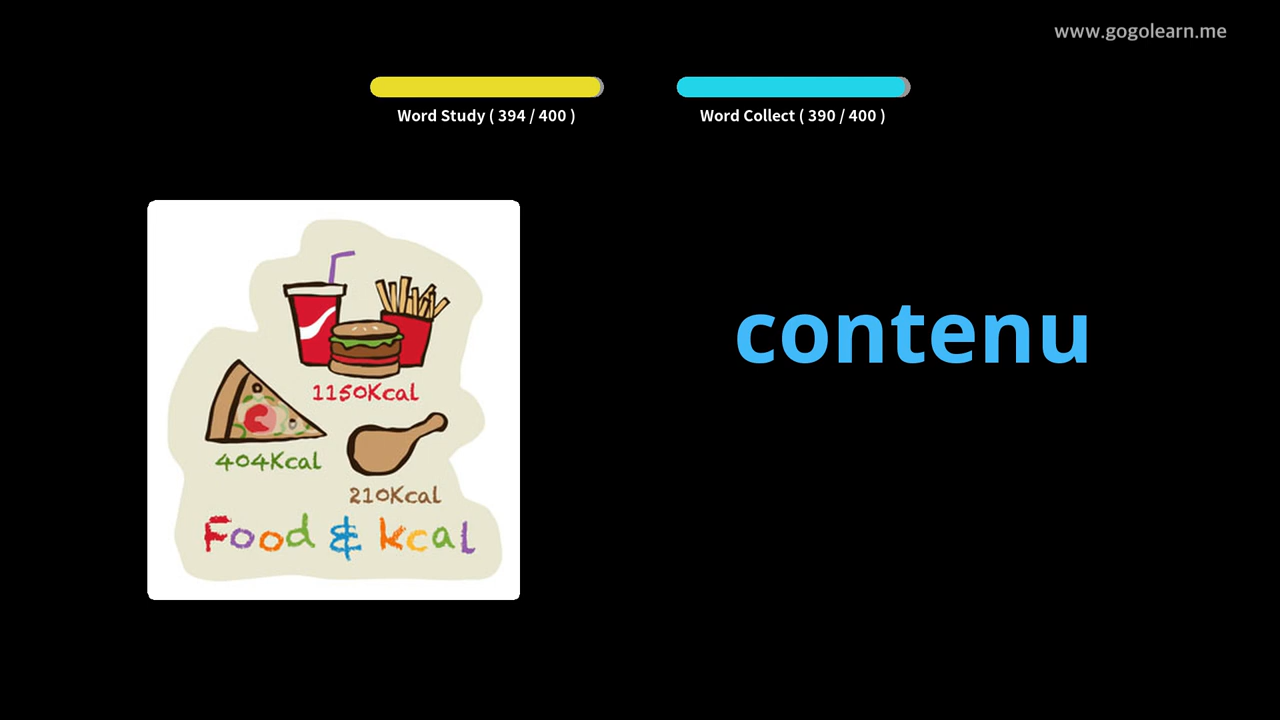 www.gogolearn.me
Word Study ( 394 / 400 )
Word Collect ( 390 / 400 )
contenu
1150Kcal
404Kcal
210Kcal
Food & kcal